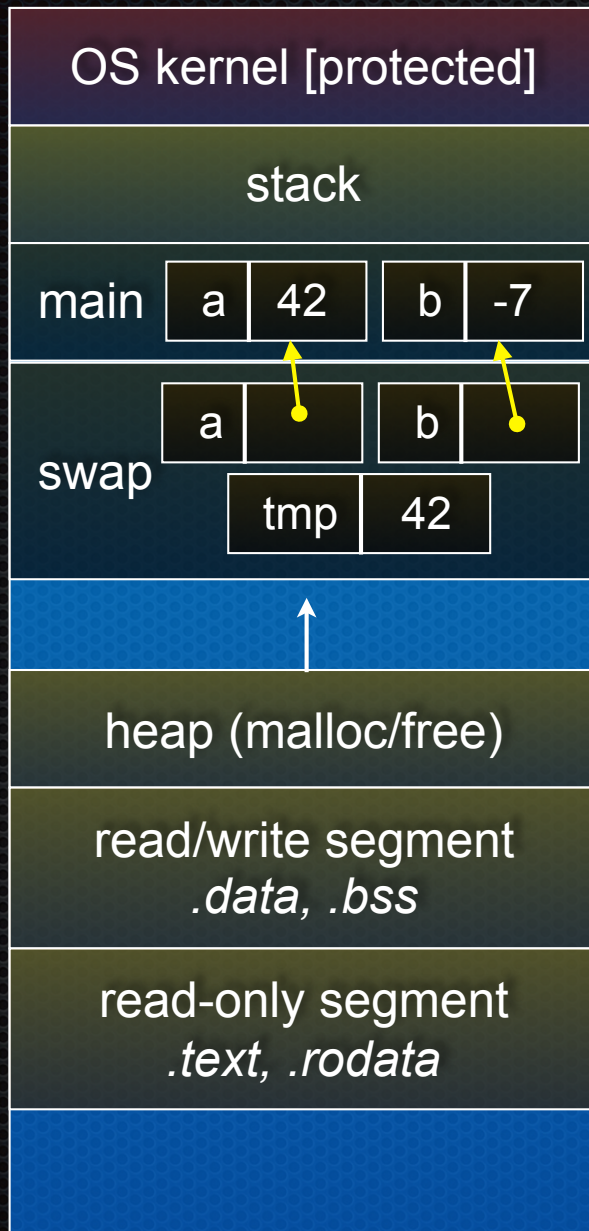 OS kernel [protected]
stack
main a 42 b -7
a b
swap
tmp 42
heap (malloc/free)
read/write segment
.data, .bss
read-only segment
.text, .rodata